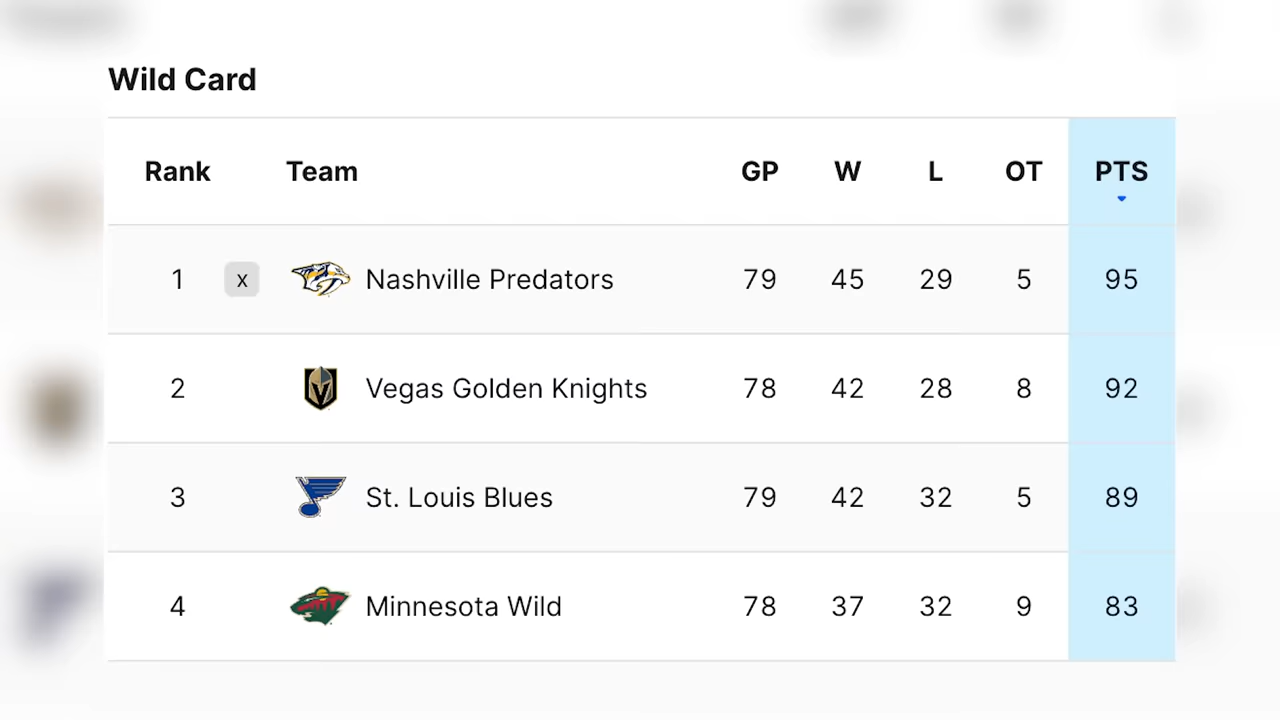 Wild Card
Rank Team GP W L OT PTS
1 x Nashville Predators 79 45 29 5 95
2 Vegas Golden Knights 78 42 28 8 92
3 St. Louis Blues 79 42 32 5 89
4 Minnesota Wild 78 37 32 9 83